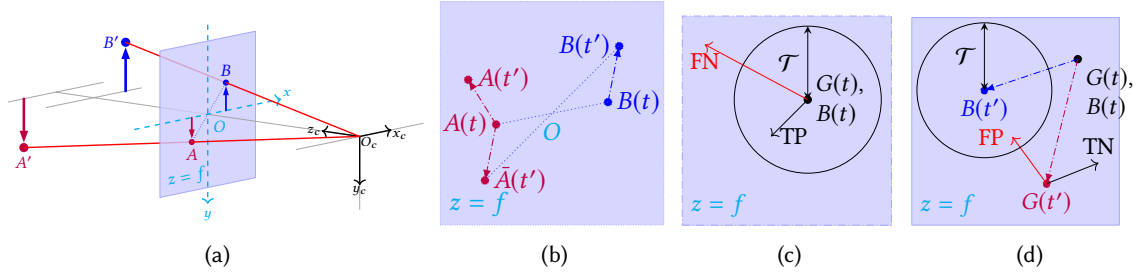 B′
B
x
O
z_c
x_c
O_c
A′
A
y_c
z = f
y
(a)
B(t′)
A(t′)
B(t)
A(t)
O
Ā(t′)
z = f
(b)
FN
𝒯
G(t),
B(t)
TP
z = f
(c)
𝒯
G(t),
B(t)
B(t′)
FP
TN
G(t′)
z = f
(d)